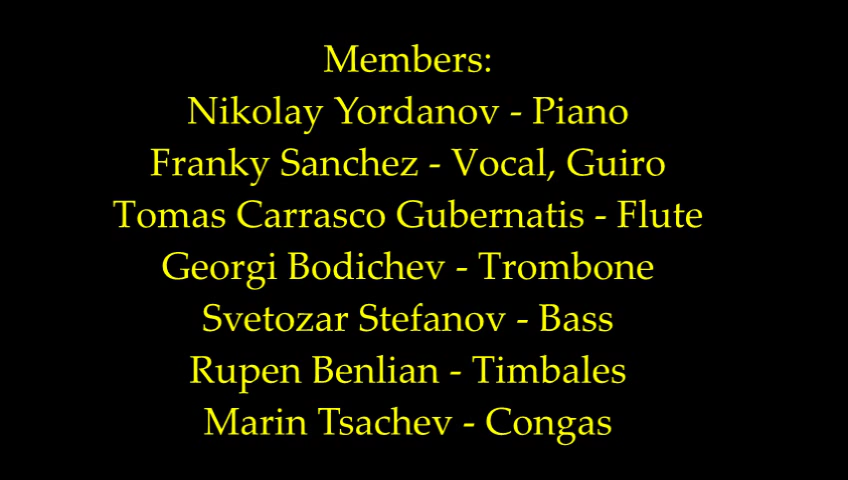 Members:
Nikolay Yordanov - Piano
Franky Sanchez - Vocal, Guiro
Tomas Carrasco Gubernatis - Flute
Georgi Bodichev - Trombone
Svetozar Stefanov - Bass
Rupen Benlian - Timbales
Marin Tsachev - Congas